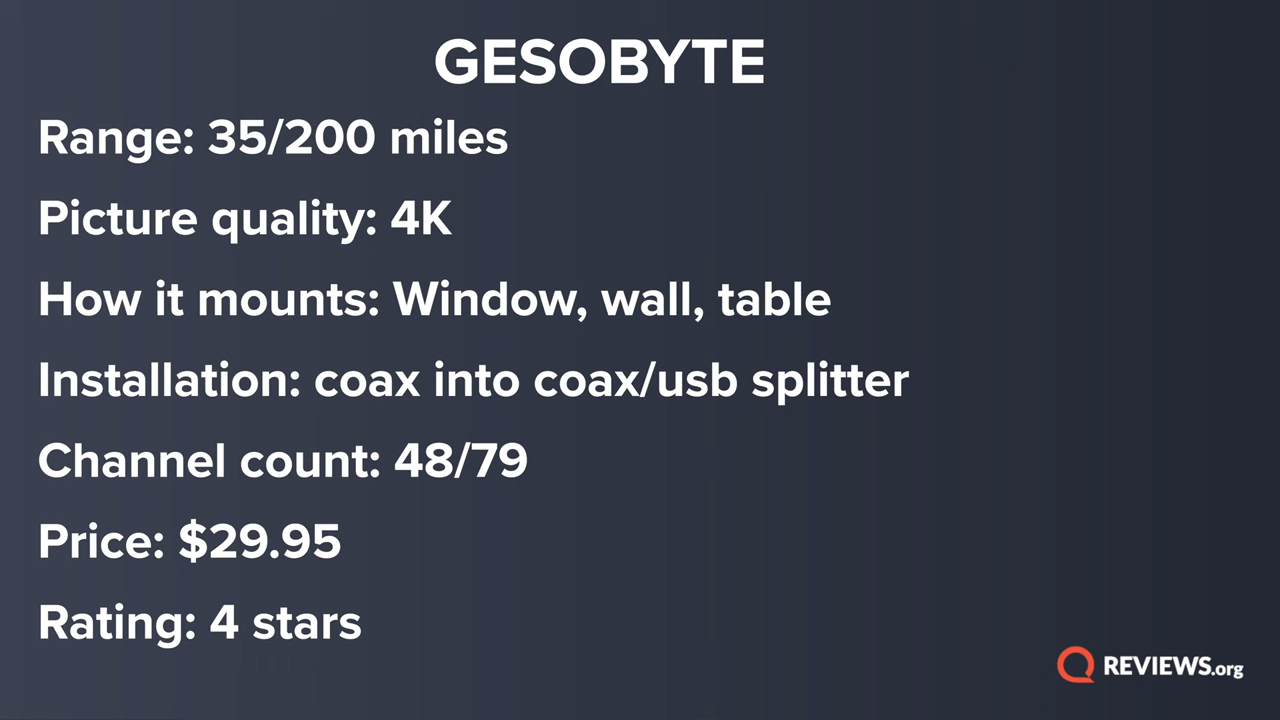 GESOBYTE
Range: 35/200 miles
Picture quality: 4K
How it mounts: Window, wall, table
Installation: coax into coax/usb splitter
Channel count: 48/79
Price: $29.95
Rating: 4 stars
REVIEWS.org